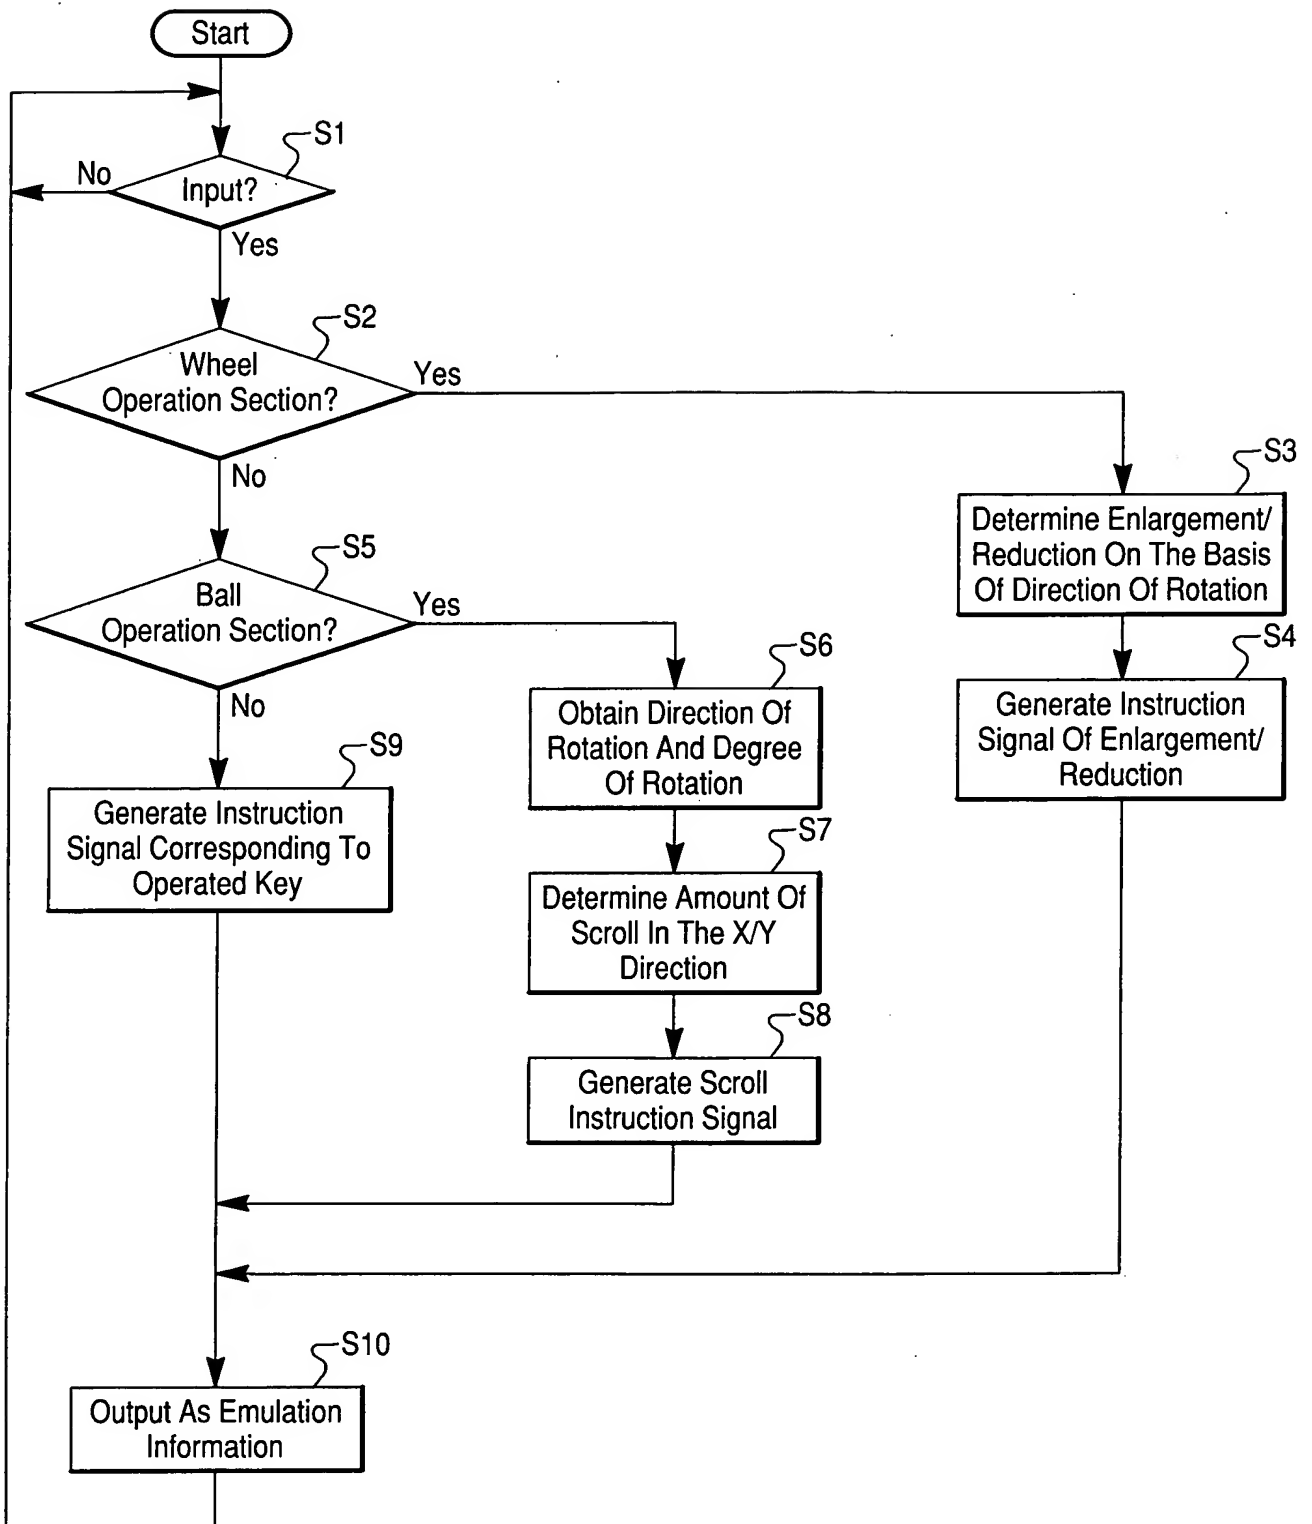 Start
S1
No
Input?
Yes
S2
Wheel
Operation Section?
Yes
No
S3
Determine Enlargement/
Reduction On The Basis
Of Direction Of Rotation
S5
Ball
Operation Section?
Yes
No
S6
Obtain Direction Of
Rotation And Degree
Of Rotation
S4
Generate Instruction
Signal Of Enlargement/
Reduction
S9
Generate Instruction
Signal Corresponding To
Operated Key
S7
Determine Amount Of
Scroll In The X/Y
Direction
S8
Generate Scroll
Instruction Signal
S10
Output As Emulation
Information